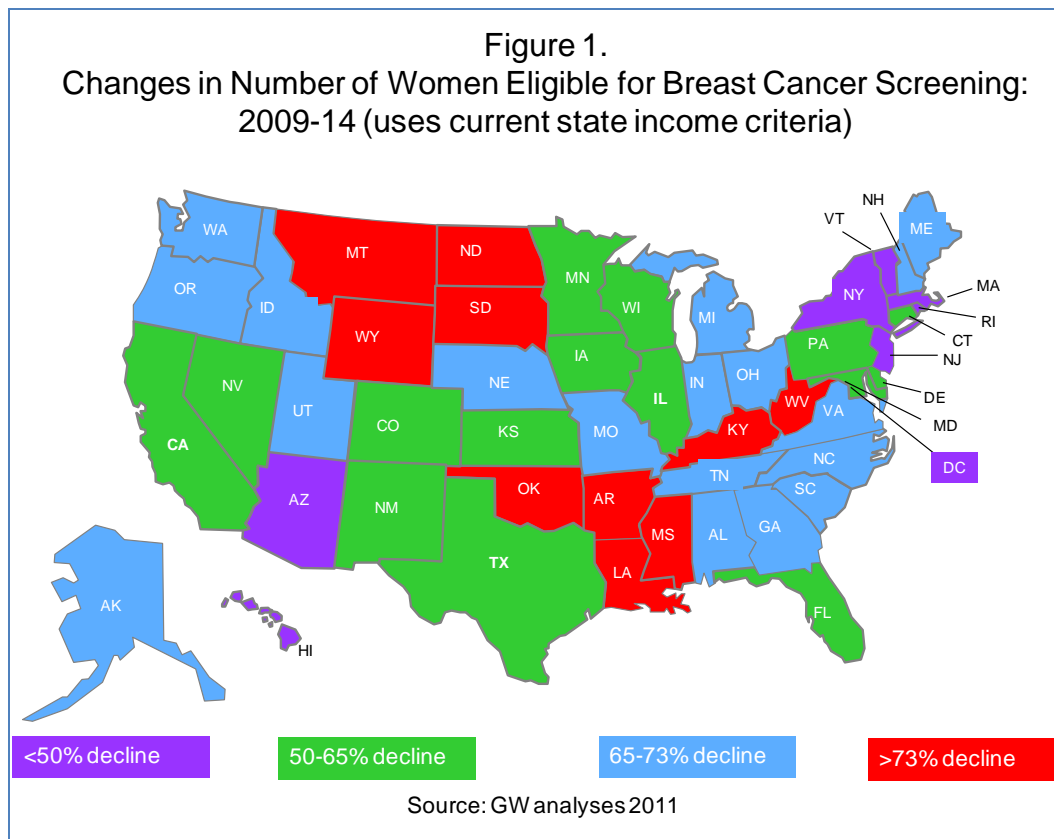 Figure 1.
Changes in Number of Women Eligible for Breast Cancer Screening:
2009-14 (uses current state income criteria)
NH
VT
WA
ME
MT
ND
MN
OR
ID
SD
WI
NY
MA
MI
RI
WY
CT
PA
NJ
IA
NE
NV
OH
IN
DE
UT
IL
WV
CO
VA
MD
KS
MO
KY
CA
NC
DC
TN
OK
AR
SC
AZ
NM
MS
AL
GA
TX
LA
AK
FL
HI
<50% decline
50-65% decline
65-73% decline
>73% decline
Source: GW analyses 2011